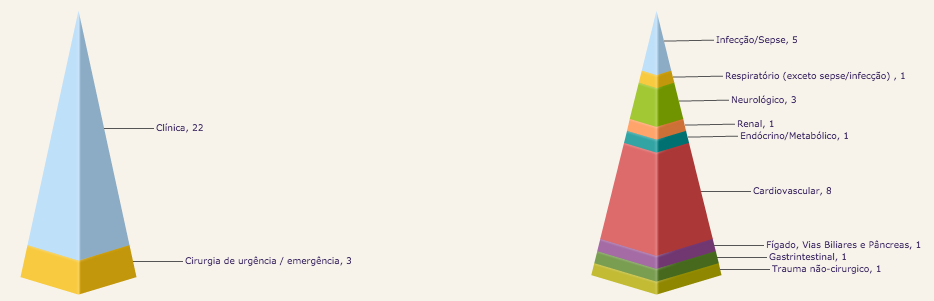 Clínica, 22
Cirurgia de urgência / emergência, 3
Infecção/Sepse, 5
Respiratório (exceto sepse/infecção) , 1
Neurológico, 3
Renal, 1
Endócrino/Metabólico, 1
Cardiovascular, 8
Fígado, Vias Biliares e Pâncreas, 1
Gastrintestinal, 1
Trauma não-cirurgico, 1